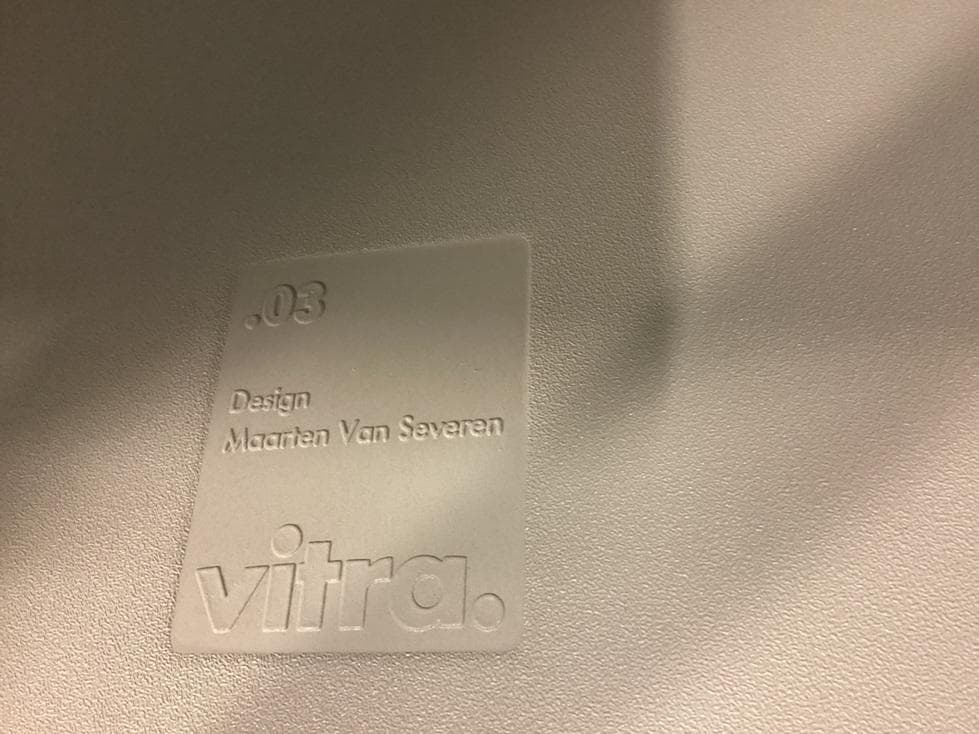 .03
Design
Maarten Van Severen
vitra.